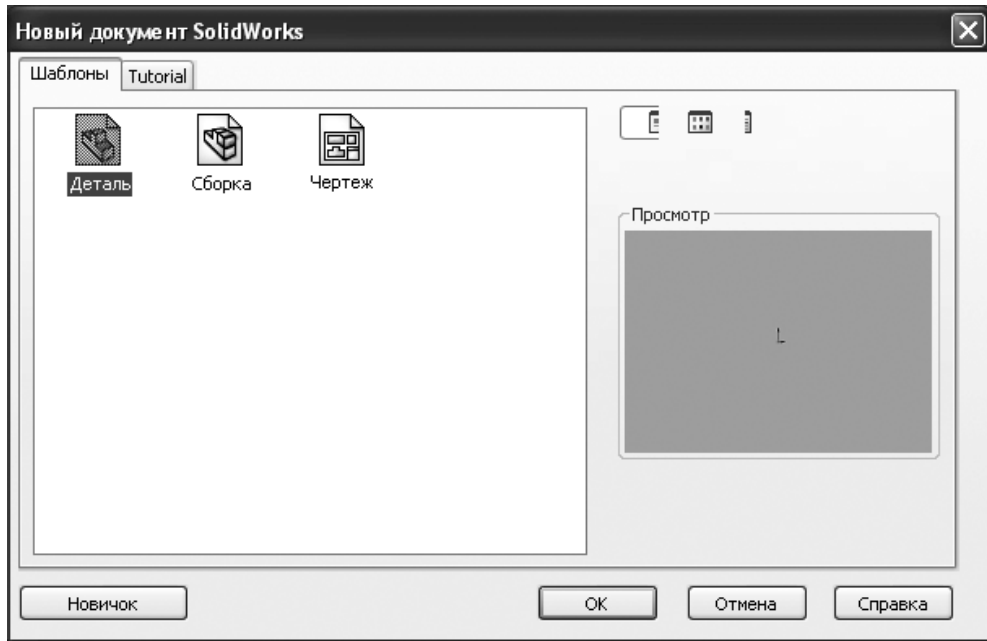 Новый документ SolidWorks
Шаблоны Tutorial
Деталь Сборка Чертеж
Просмотр
Новичок OK Отмена Справка